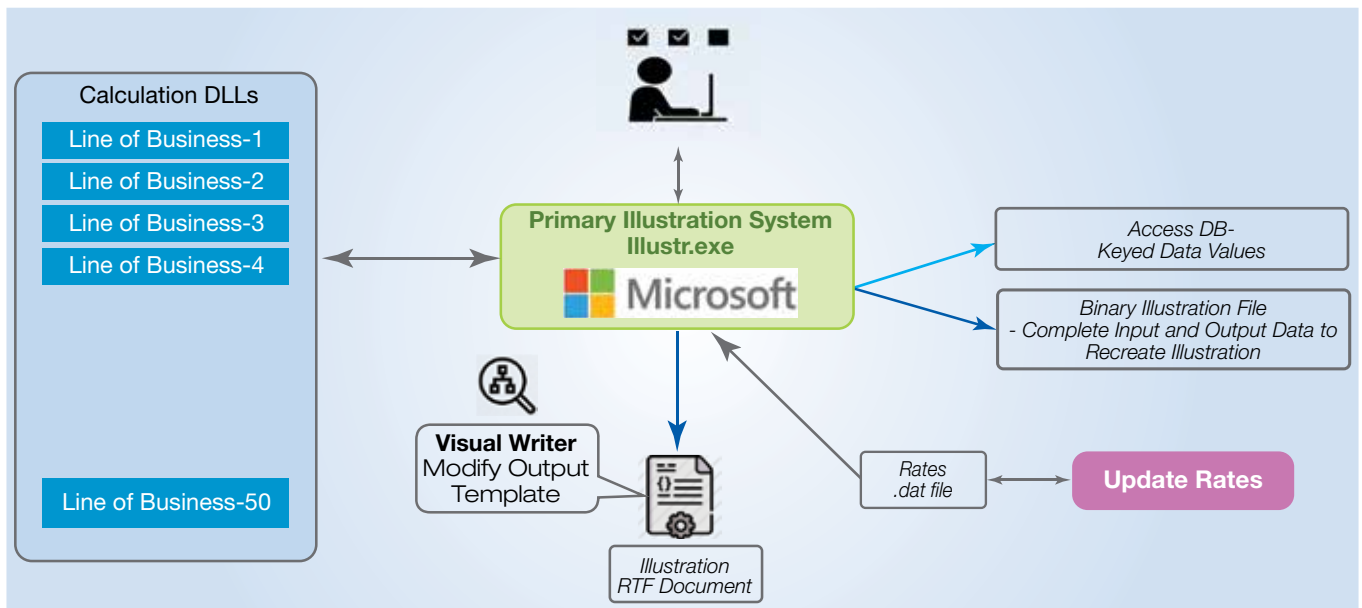 Calculation DLLs
Line of Business-1
Line of Business-2
Line of Business-3
Line of Business-4
Line of Business-50
Primary Illustration System
Illustr.exe
Microsoft
Access DB-
Keyed Data Values
Binary Illustration File
- Complete Input and Output Data to
Recreate Illustration
Visual Writer
Modify Output
Template
{}
Illustration
RTF Document
Rates
.dat file
Update Rates